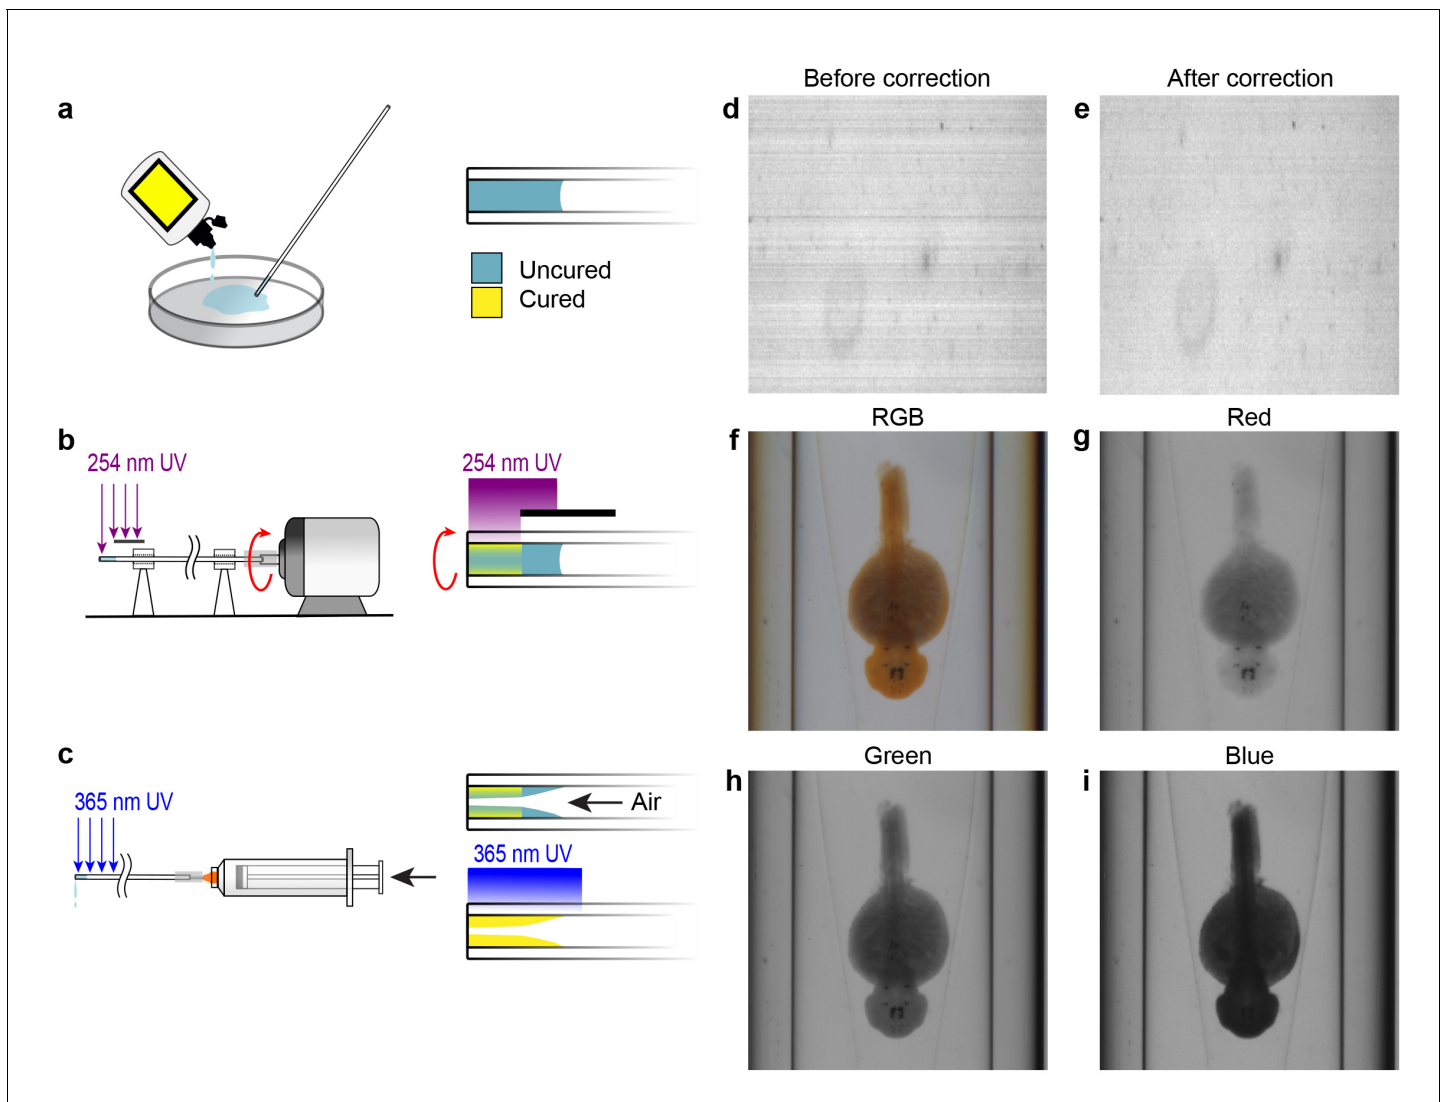 a
Uncured
Cured
b
254 nm UV
254 nm UV
c
365 nm UV
Air
365 nm UV
Before correction
After correction
d
e
RGB
Red
f
g
Green
Blue
h
i